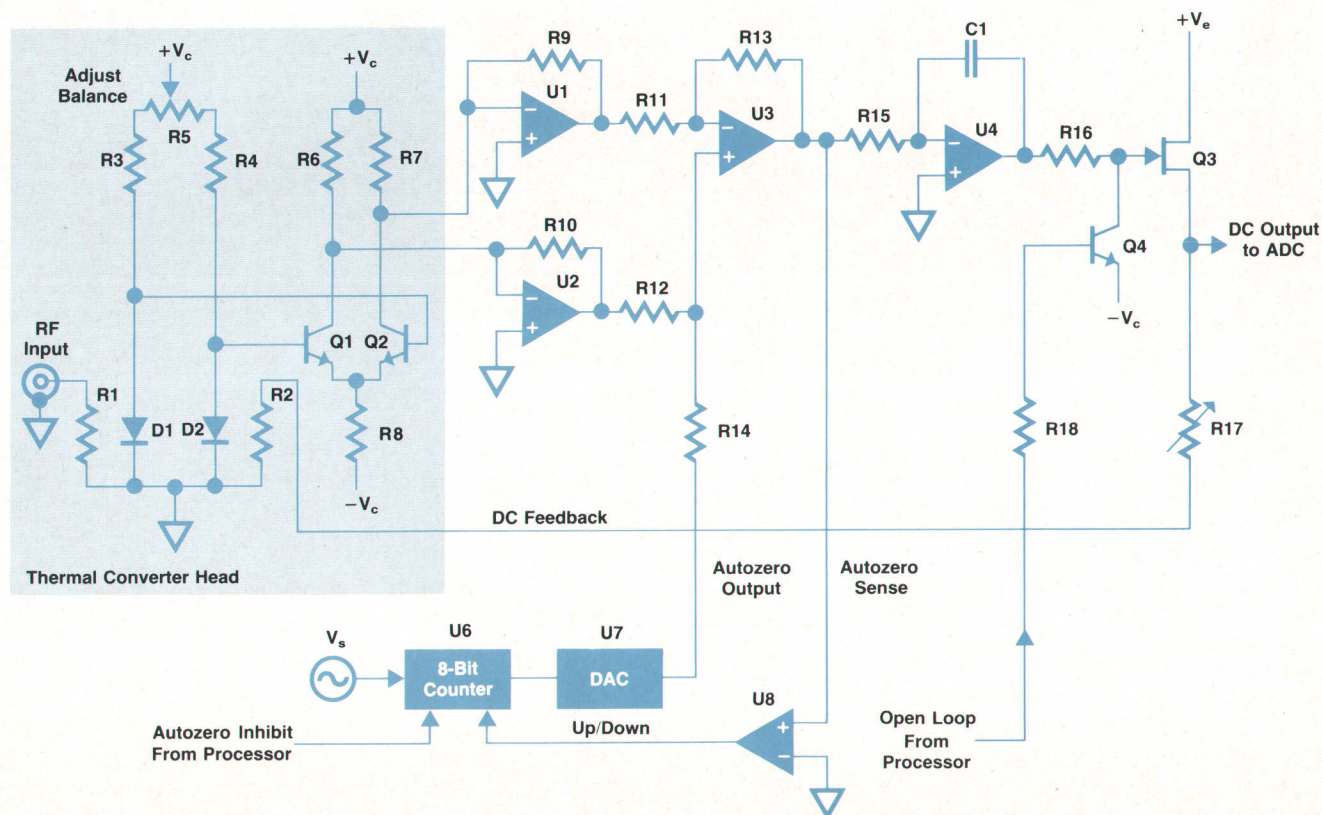 +Vc
Adjust
Balance
R5
R3
R4
+Vc
R6
R7
RF
Input
R1
D1
D2
R2
Q1
Q2
R8
−Vc
Thermal Converter Head
R9
−
+
U1
R11
R10
−
+
U2
R12
R13
−
+
U3
R14
R15
C1
−
+
U4
R16
+Ve
Q3
Q4
−Vc
DC Output
to ADC
R18
R17
DC Feedback
Autozero
Output
Autozero
Sense
Vs
U6
8-Bit
Counter
U7
DAC
U8
+
−
Up/Down
Autozero Inhibit
From Processor
Open Loop
From
Processor